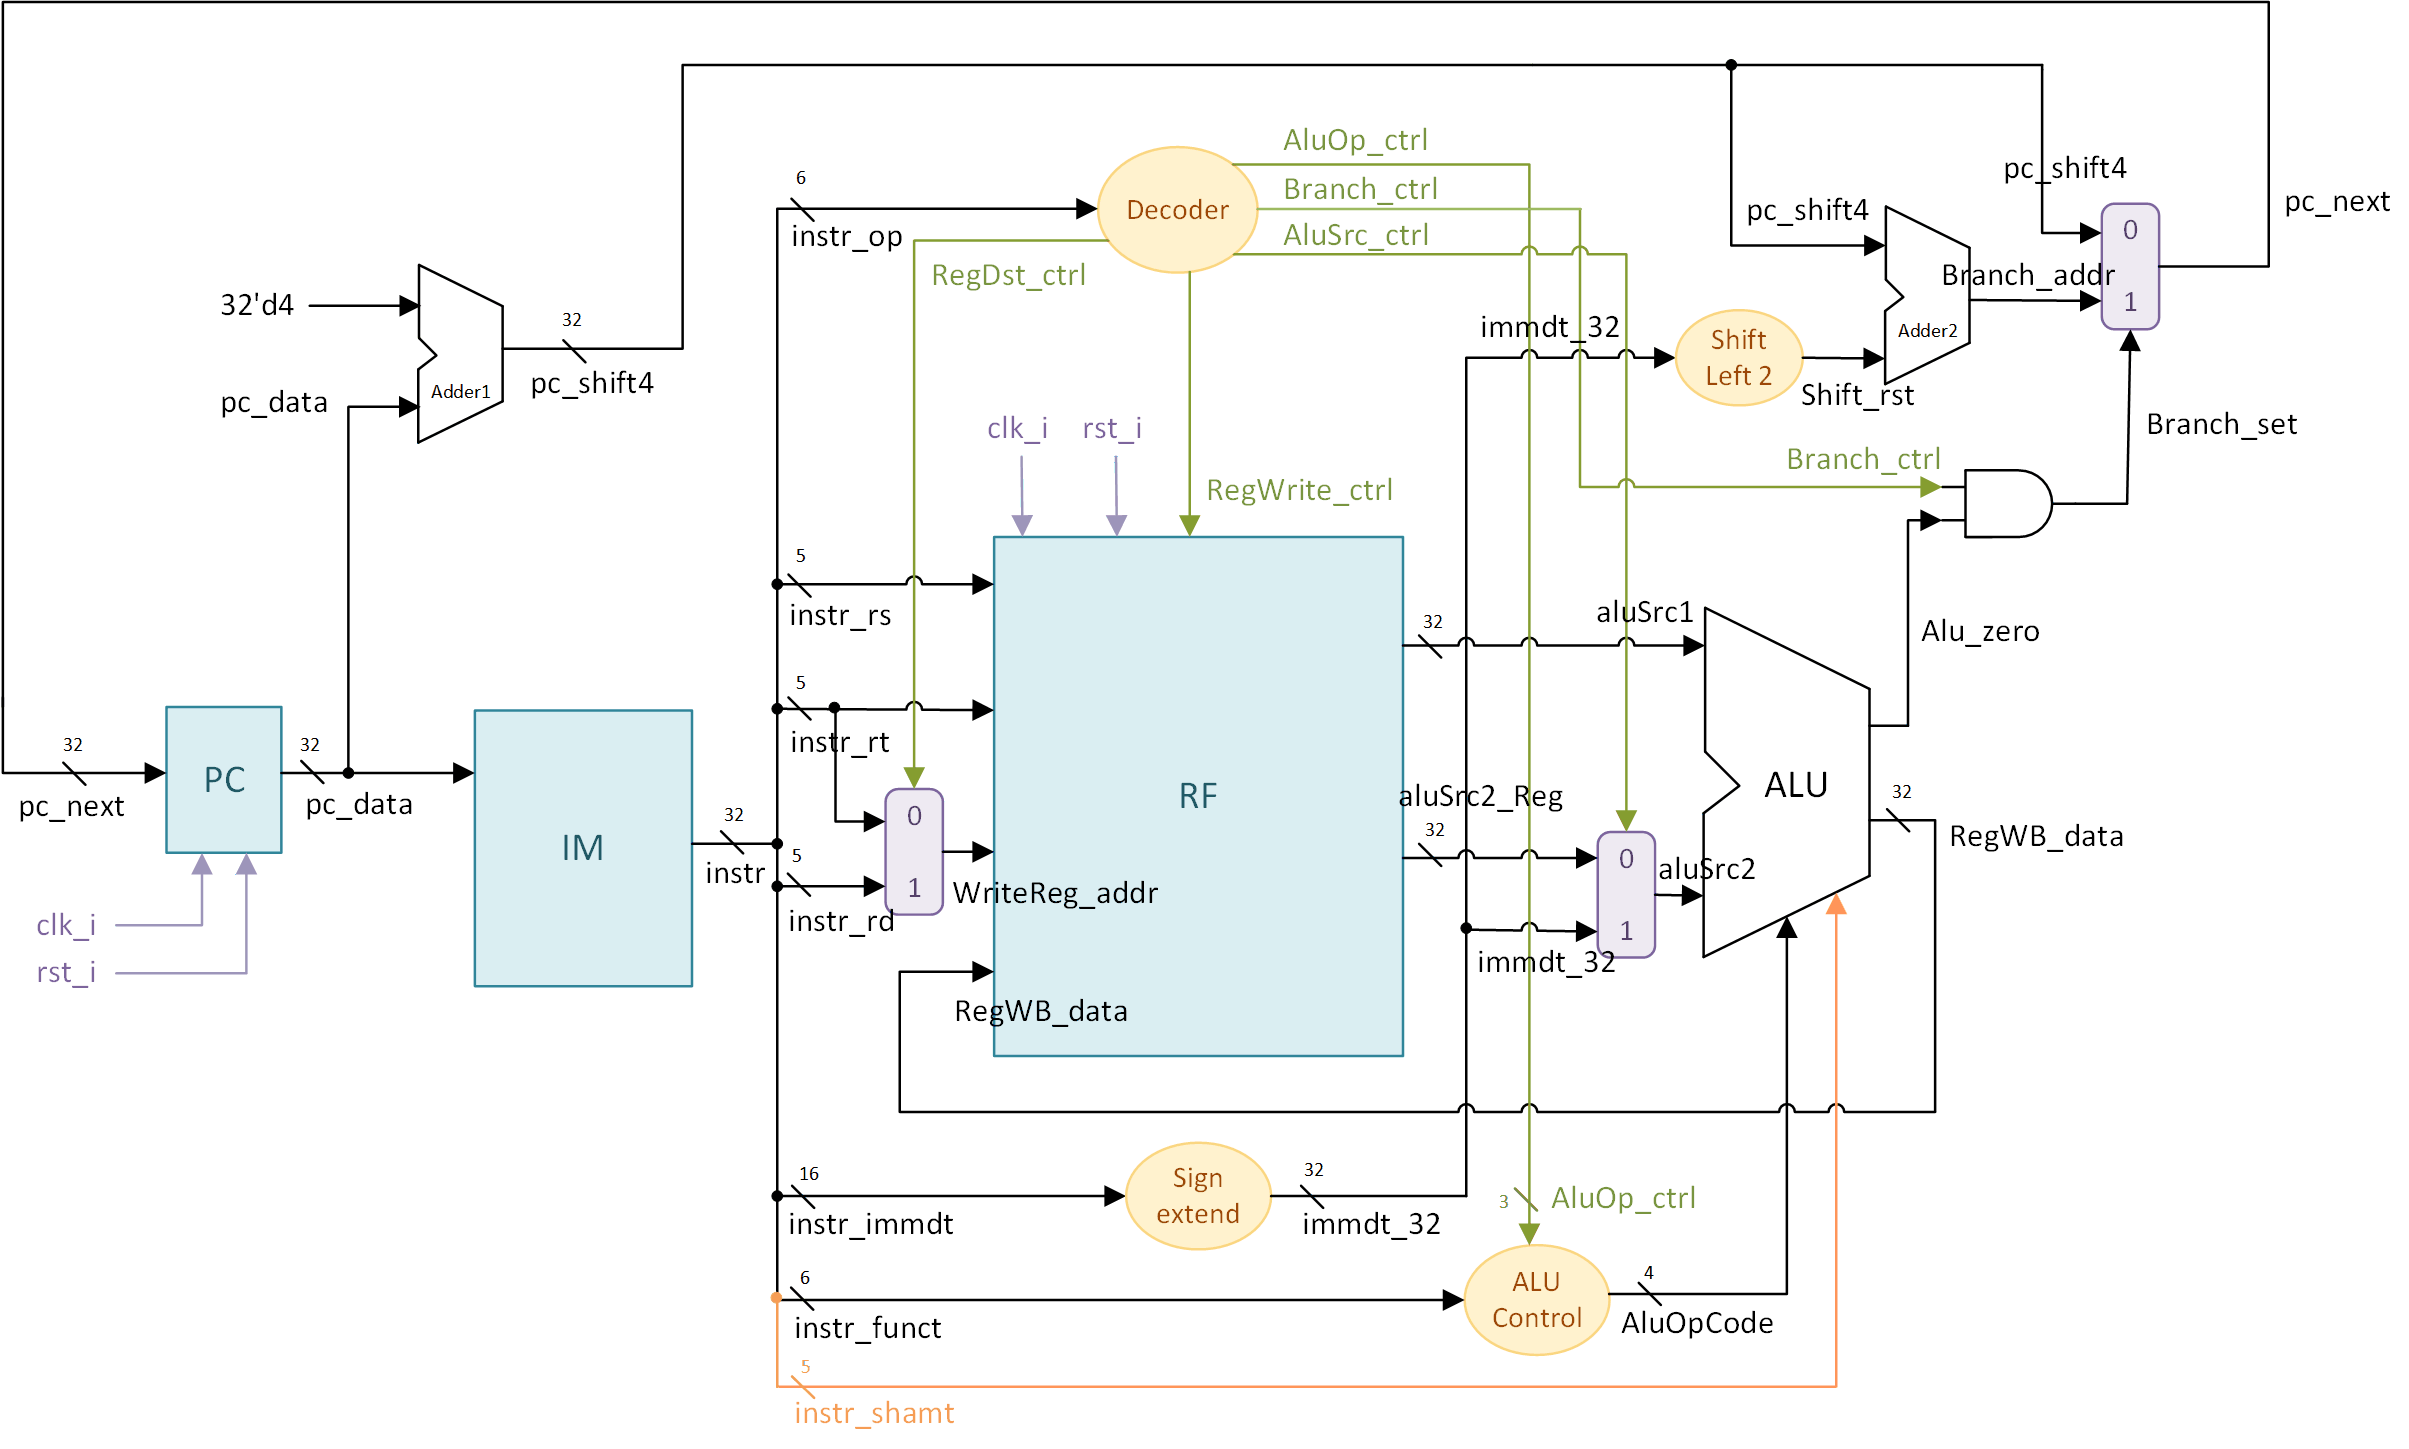 AluOp_ctrl
6
Decoder
Branch_ctrl
instr_op
AluSrc_ctrl
RegDst_ctrl
pc_shift4
pc_shift4
0
pc_next
Branch_addr
1
32'd4
32
pc_shift4
Adder1
pc_data
immdt_32
Shift
Left 2
Adder2
Shift_rst
Branch_set
clk_i
rst_i
RegWrite_ctrl
Branch_ctrl
5
instr_rs
32
aluSrc1
Alu_zero
5
instr_rt
32
PC
32
pc_next
pc_data
IM
32
instr
0
1
5
instr_rd
WriteReg_addr
RF
aluSrc2_Reg
32
0
1
aluSrc2
immdt_32
ALU
32
RegWB_data
clk_i
rst_i
RegWB_data
16
instr_immdt
Sign
extend
32
immdt_32
3
AluOp_ctrl
6
instr_funct
ALU
Control
4
AluOpCode
5
instr_shamt